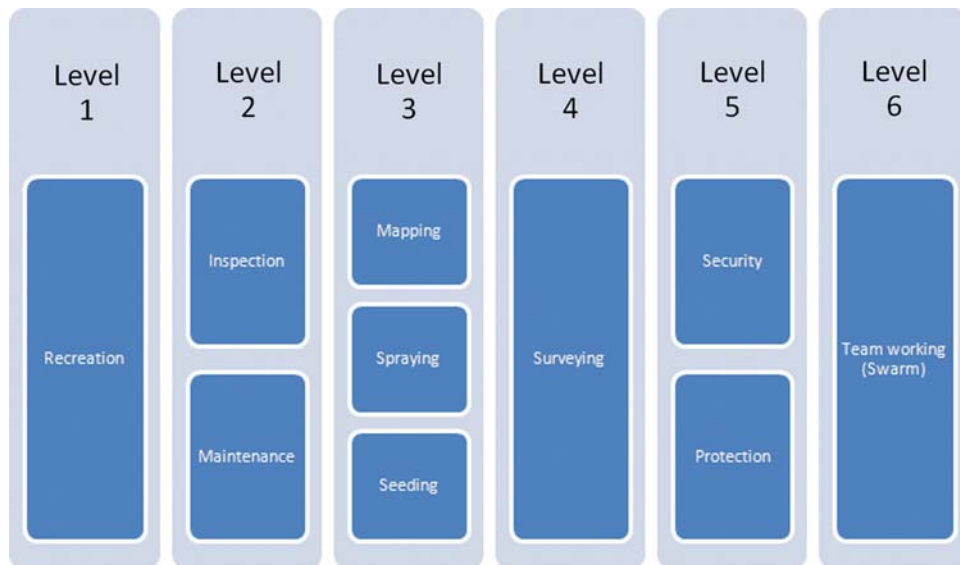 Level
1
Recreation
Level
2
Inspection
Maintenance
Level
3
Mapping
Spraying
Seeding
Level
4
Surveying
Level
5
Security
Protection
Level
6
Team working
(Swarm)